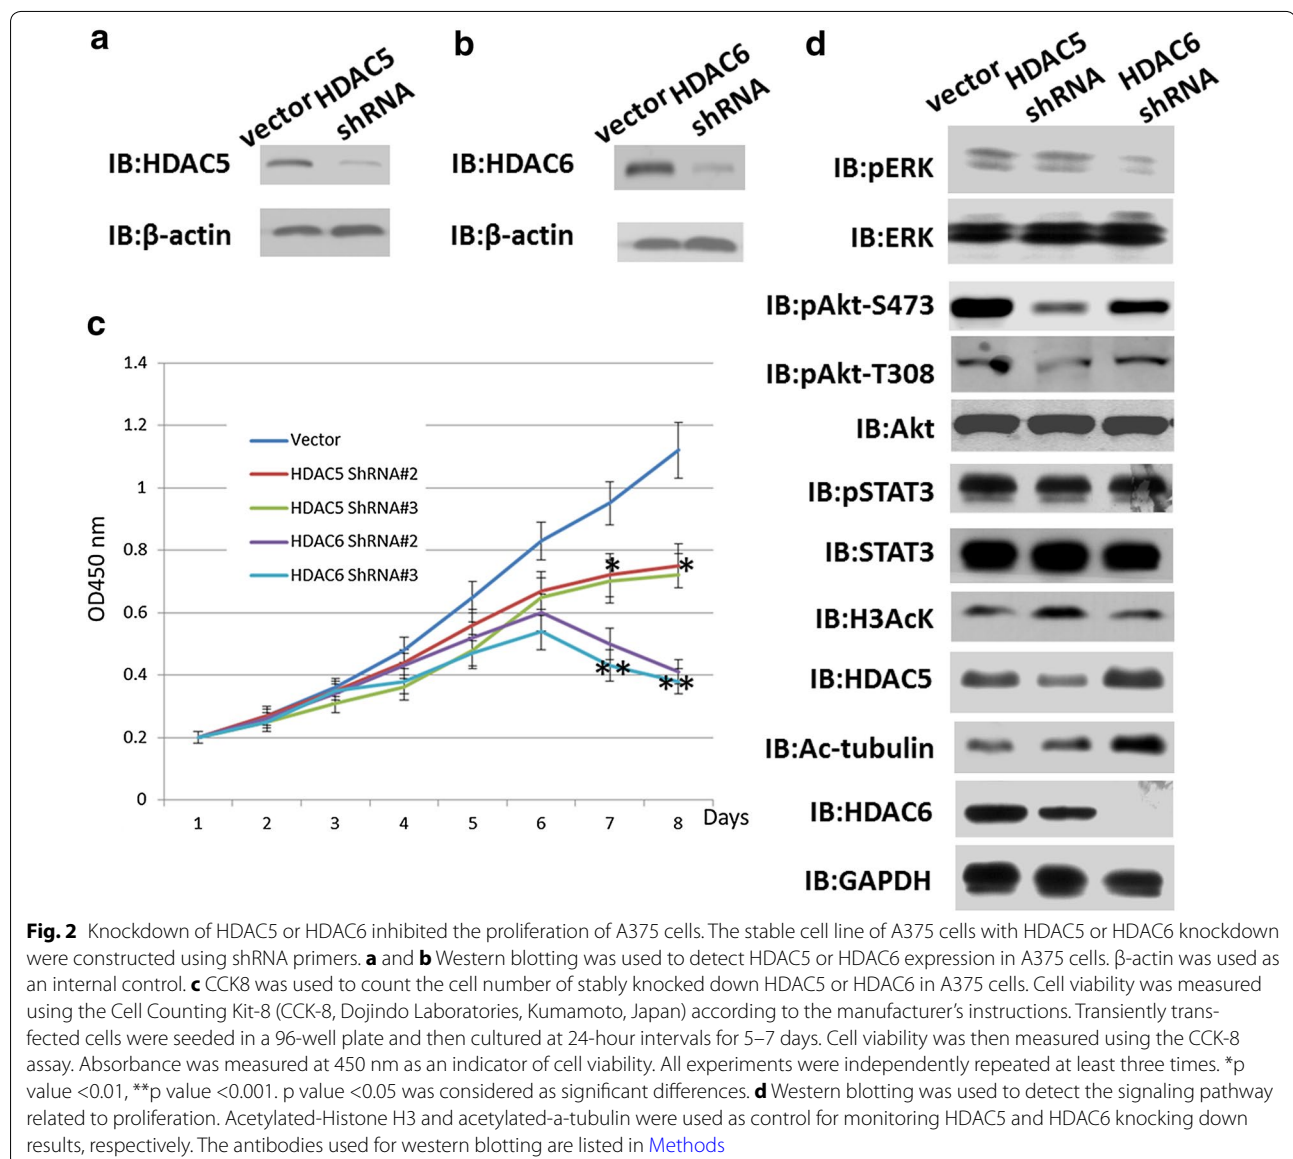 a
vector HDAC5
shRNA
IB:HDAC5
IB:β-actin
b
vector HDAC6
shRNA
IB:HDAC6
IB:β-actin
c
1.4
1.2
1
0.8
0.6
0.4
0.2
0
OD450 nm
Vector
HDAC5 ShRNA#2
HDAC5 ShRNA#3
HDAC6 ShRNA#2
HDAC6 ShRNA#3
* *
**
**
1 2 3 4 5 6 7 8 Days
d
vector HDAC5 HDAC6
shRNA shRNA
IB:pERK
IB:ERK
IB:pAkt-S473
IB:pAkt-T308
IB:Akt
IB:pSTAT3
IB:STAT3
IB:H3AcK
IB:HDAC5
IB:Ac-tubulin
IB:HDAC6
IB:GAPDH
Fig. 2 Knockdown of HDAC5 or HDAC6 inhibited the proliferation of A375 cells. The stable cell line of A375 cells with HDAC5 or HDAC6 knockdown
were constructed using shRNA primers. a and b Western blotting was used to detect HDAC5 or HDAC6 expression in A375 cells. β-actin was used as
an internal control. c CCK8 was used to count the cell number of stably knocked down HDAC5 or HDAC6 in A375 cells. Cell viability was measured
using the Cell Counting Kit-8 (CCK-8, Dojindo Laboratories, Kumamoto, Japan) according to the manufacturer's instructions. Transiently trans-
fected cells were seeded in a 96-well plate and then cultured at 24-hour intervals for 5–7 days. Cell viability was then measured using the CCK-8
assay. Absorbance was measured at 450 nm as an indicator of cell viability. All experiments were independently repeated at least three times. *p
value <0.01, **p value <0.001. p value <0.05 was considered as significant differences. d Western blotting was used to detect the signaling pathway
related to proliferation. Acetylated-Histone H3 and acetylated-a-tubulin were used as control for monitoring HDAC5 and HDAC6 knocking down
results, respectively. The antibodies used for western blotting are listed in Methods